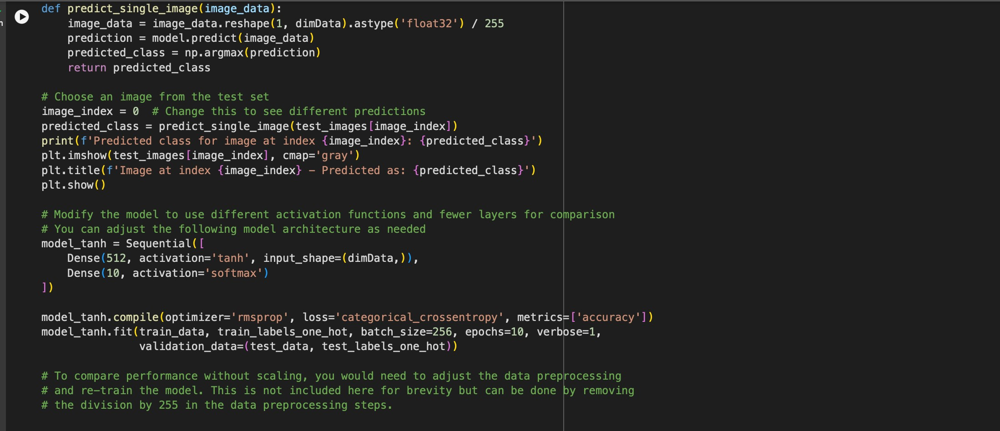 def predict_single_image(image_data):
    image_data = image_data.reshape(1, dimData).astype('float32') / 255
    prediction = model.predict(image_data)
    predicted_class = np.argmax(prediction)
    return predicted_class

# Choose an image from the test set
image_index = 0  # Change this to see different predictions
predicted_class = predict_single_image(test_images[image_index])
print(f'Predicted class for image at index {image_index}: {predicted_class}')
plt.imshow(test_images[image_index], cmap='gray')
plt.title(f'Image at index {image_index} – Predicted as: {predicted_class}')
plt.show()

# Modify the model to use different activation functions and fewer layers for comparison
# You can adjust the following model architecture as needed
model_tanh = Sequential([
    Dense(512, activation='tanh', input_shape=(dimData,)),
    Dense(10, activation='softmax')
])

model_tanh.compile(optimizer='rmsprop', loss='categorical_crossentropy', metrics=['accuracy'])
model_tanh.fit(train_data, train_labels_one_hot, batch_size=256, epochs=10, verbose=1,
               validation_data=(test_data, test_labels_one_hot))

# To compare performance without scaling, you would need to adjust the data preprocessing
# and re–train the model. This is not included here for brevity but can be done by removing
# the division by 255 in the data preprocessing steps.